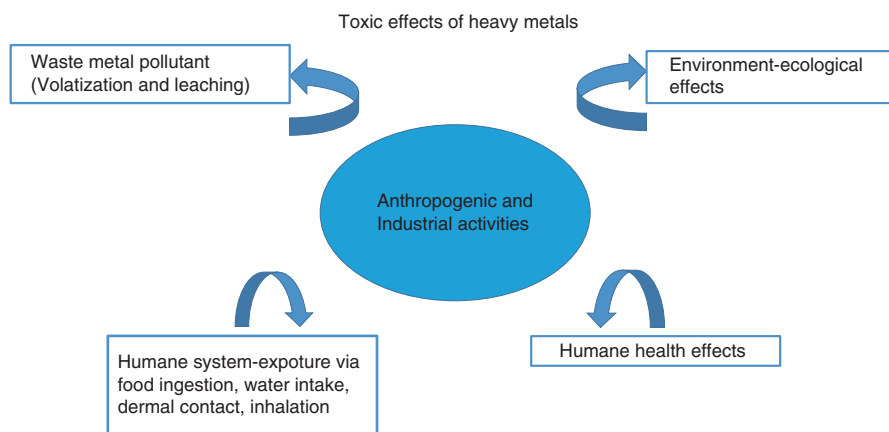 Toxic effects of heavy metals
Waste metal pollutant
(Volatization and leaching)
Environment-ecological
effects
Anthropogenic and
Industrial activities
Humane system-expoture via
food ingestion, water intake,
dermal contact, inhalation
Humane health effects